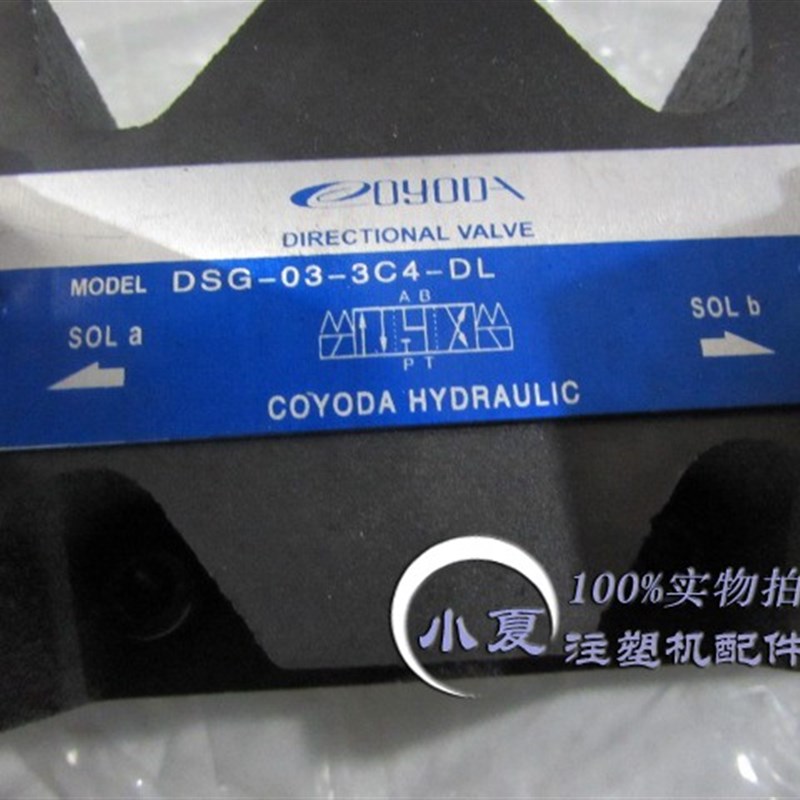 COYODA
DIRECTIONAL VALVE
MODEL DSG-03-3C4-DL
A B
SOL a
SOL b
P T
COYODA HYDRAULIC
100%实物拍
小夏
注塑机配件